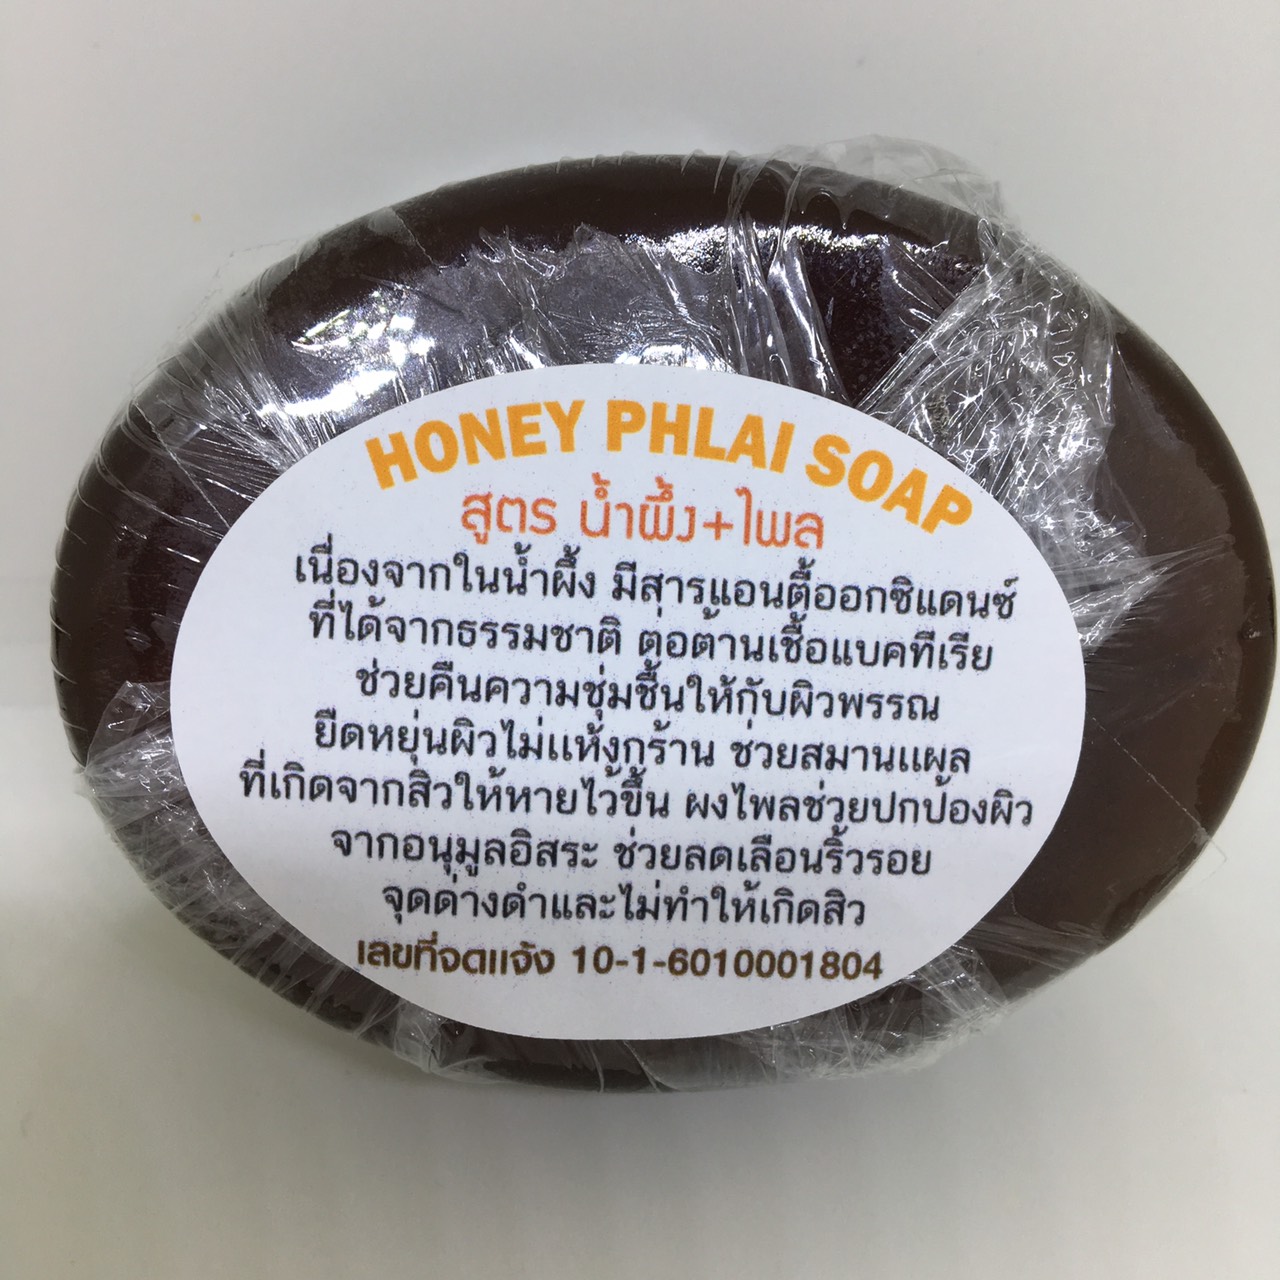 HONEY PHLAI SOAP
สูตร น้ำผึ้ง+ไพล
เนื่องจากในน้ำผึ้ง มีสารแอนตี้ออกซิแดนซ์
ที่ได้จากธรรมชาติ ต่อต้านเชื้อแบคทีเรีย
ช่วยคืนความชุ่มชื้นให้กับผิวพรรณ
ยืดหยุ่นผิวไม่แห้งกร้าน ช่วยสมานแผล
ที่เกิดจากสิวให้หายไว้ขึ้น ผงไพลช่วยปกป้องผิว
จากอนุมูลอิสระ ช่วยลดเลือนริ้วรอย
จุดด่างดำและไม่ทำให้เกิดสิว
เลขที่จดแจ้ง 10-1-6010001804